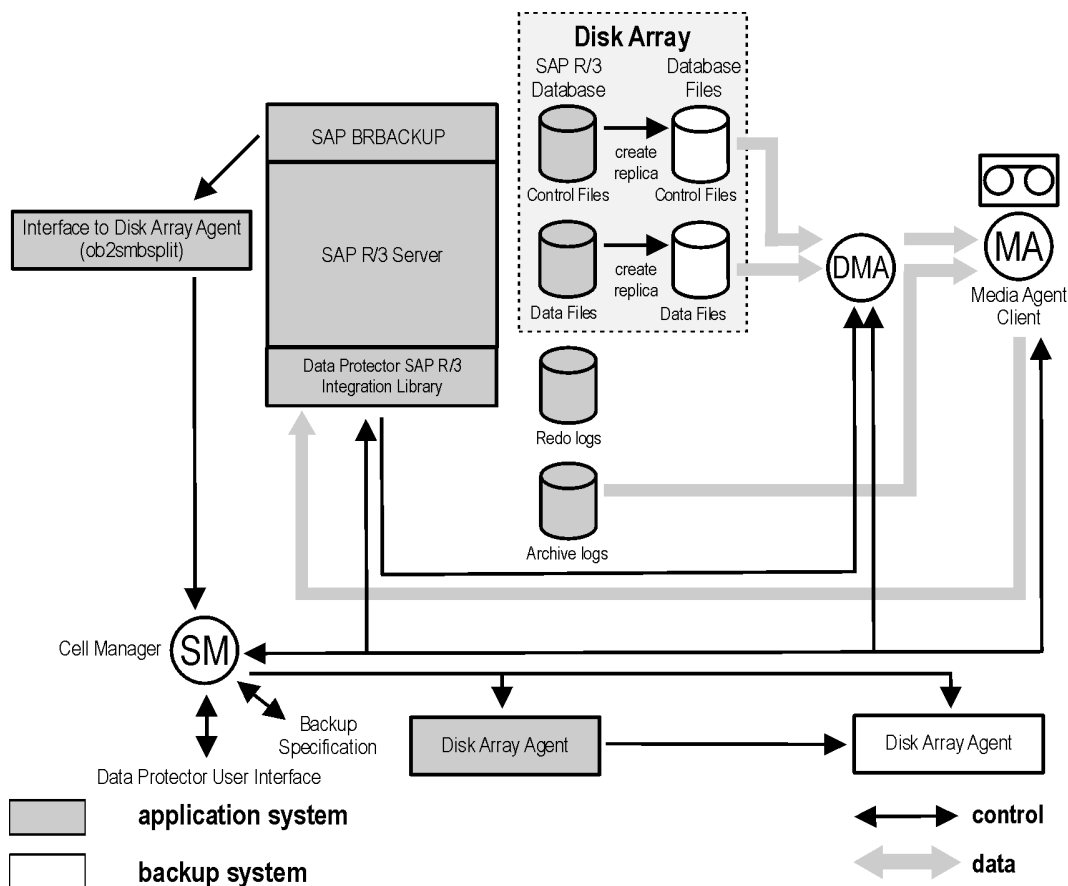 Disk Array
SAP R/3
Database
Database
Files
SAP BRBACKUP
create
replica
Control Files
Control Files
Interface to Disk Array Agent
(ob2smbsplit)
SAP R/3 Server
create
replica
Data Files
Data Files
DMA
MA
Media Agent
Client
Data Protector SAP R/3
Integration Library
Redo logs
Archive logs
Cell Manager
SM
Backup
Specification
Disk Array Agent
Disk Array Agent
Data Protector User Interface
application system
control
backup system
data